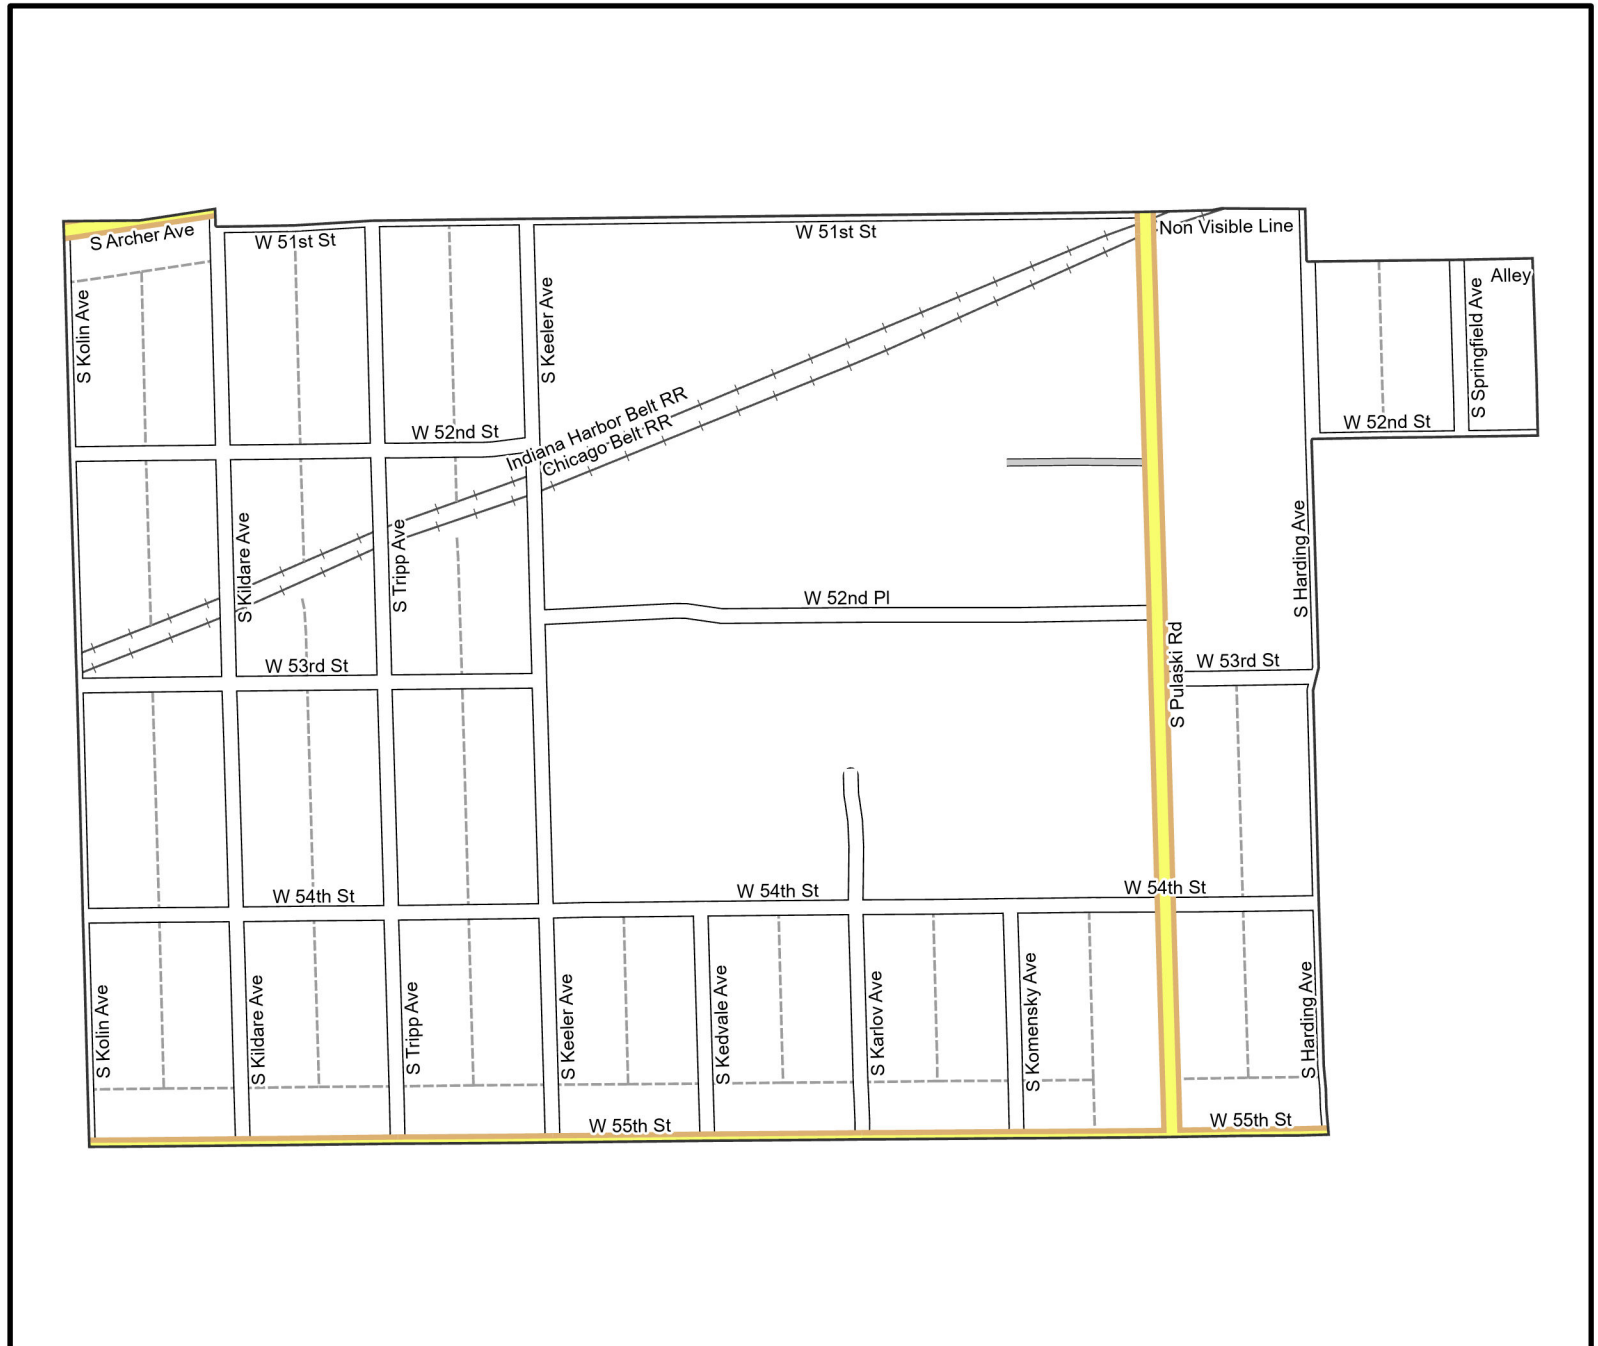 S Archer Ave
W 51st St
W 51st St
Non Visible Line
Alley
S Kolin Ave
S Keeler Ave
S Springfield Ave
W 52nd St
W 52nd St
Indiana Harbor Belt RR
Chicago Belt RR
S Kildare Ave
S Tripp Ave
S Harding Ave
W 52nd Pl
W 53rd St
W 53rd St
S Pulaski Rd
W 54th St
W 54th St
W 54th St
S Kolin Ave
S Kildare Ave
S Tripp Ave
S Keeler Ave
S Kedvale Ave
S Karlov Ave
S Komensky Ave
S Harding Ave
W 55th St
W 55th St